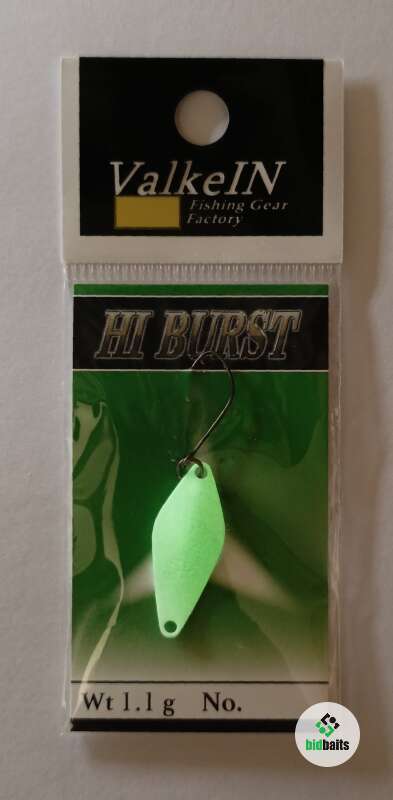 ValkeIN
Fishing Gear
Factory
HI BURST
Wt 1.1g No.
bidbaits